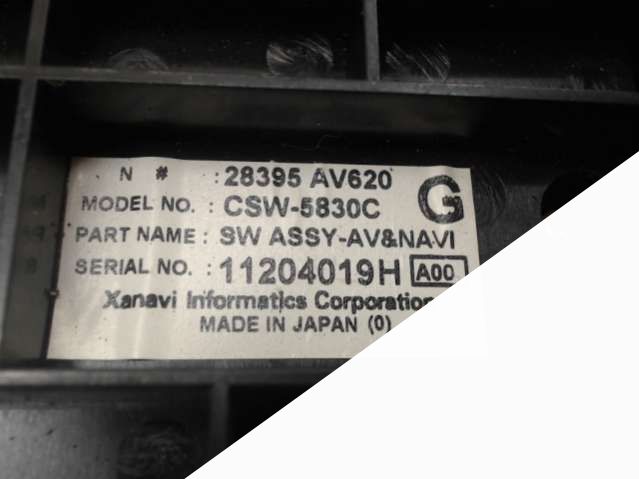 N # : 28395 AV620
MODEL NO. : CSW-5830C G
PART NAME : SW ASSY-AV&NAVI
SERIAL NO. : 11204019H A00
Xanavi Informatics Corporation
MADE IN JAPAN (0)